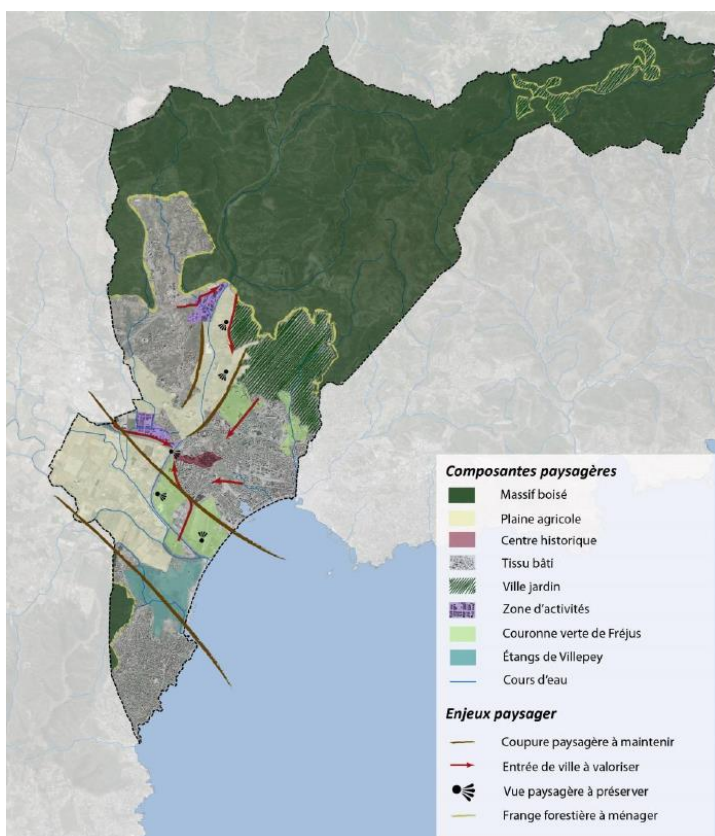 Composantes paysagères
Massif boisé
Plaine agricole
Centre historique
Tissu bâti
Ville jardin
Zone d'activités
Couronne verte de Fréjus
Étangs de Villepey
Cours d'eau
Enjeux paysager
Coupure paysagère à maintenir
Entrée de ville à valoriser
Vue paysagère à préserver
Frange forestière à ménager